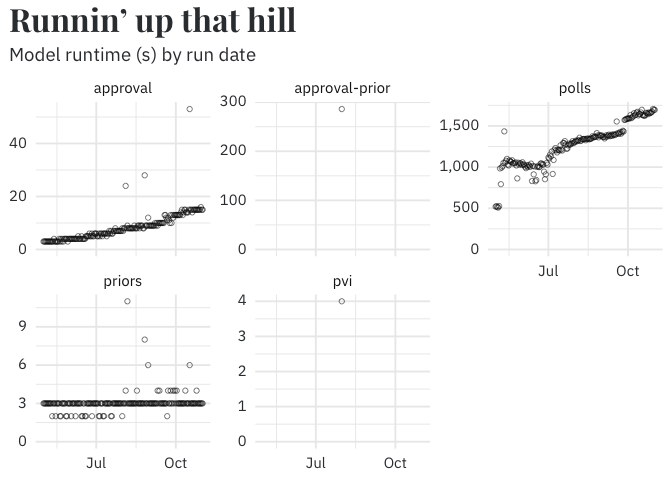 Runnin’ up that hill
Model runtime (s) by run date
approval
approval-prior
polls
40
20
0
300
200
100
0
1,500
1,000
500
0
Jul
Oct
priors
pvi
9
6
3
0
4
3
2
1
0
Jul
Oct
Jul
Oct